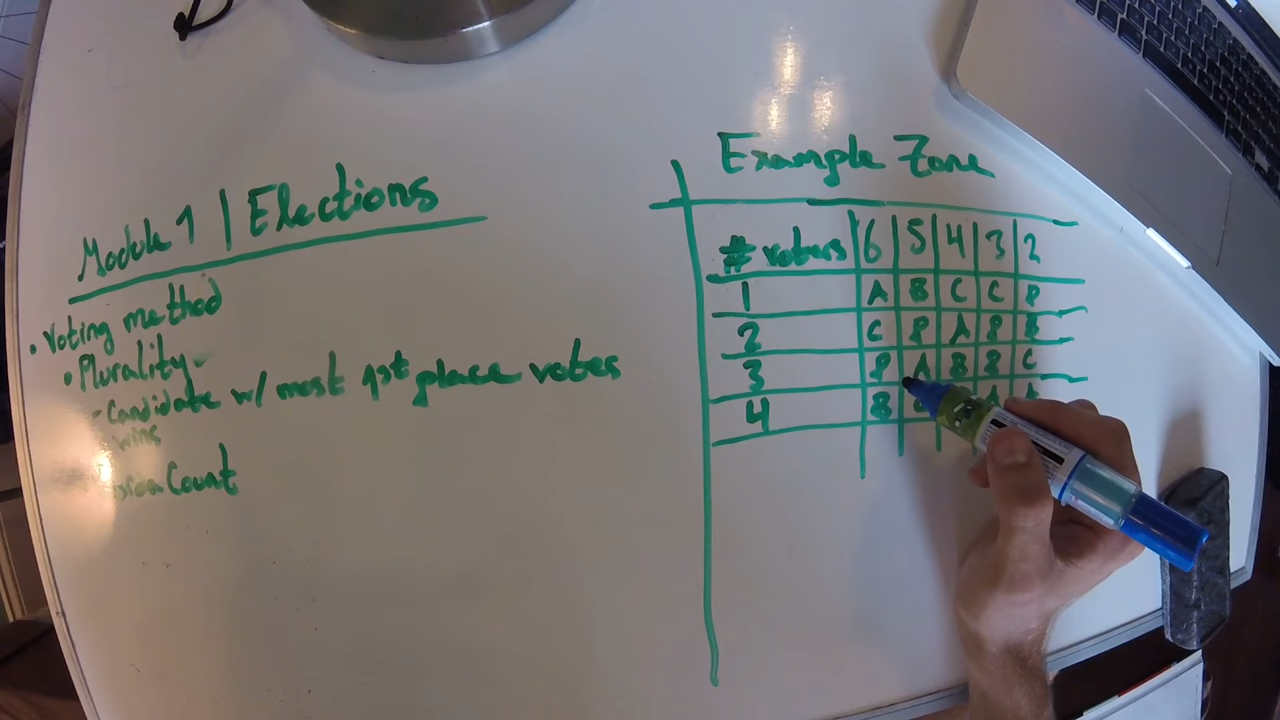 Module 1 | Elections
• Voting method
• Plurality
- Candidate w/ most 1st place votes
wins
Count
Example Zone
# voters 6 5 4 3 2
1 A B C C P
2 C P A P B
3 P A B B C
4 B